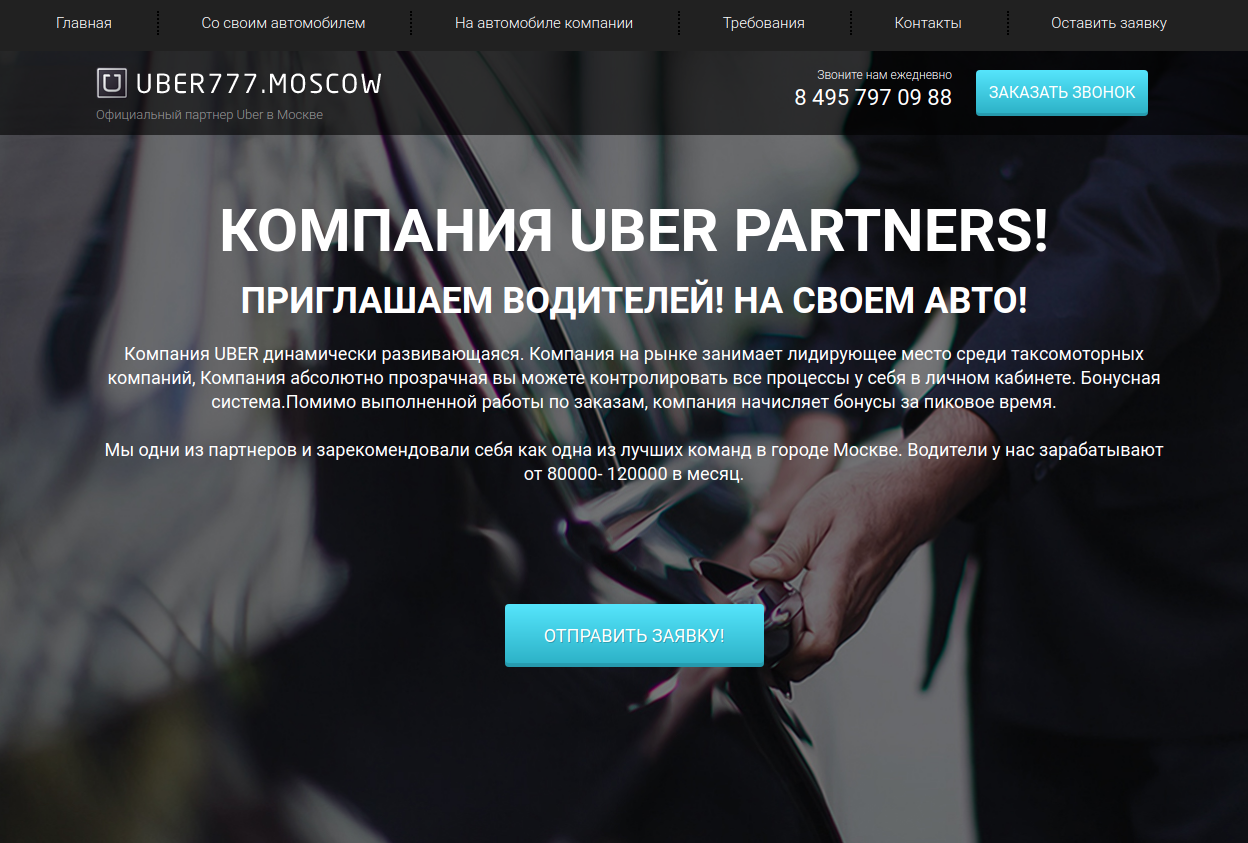 Главная
Со своим автомобилем
На автомобиле компании
Требования
Контакты
Оставить заявку
UBER777.MOSCOW
Официальный партнер Uber в Москве
Звоните нам ежедневно
8 495 797 09 88
ЗАКАЗАТЬ ЗВОНОК
КОМПАНИЯ UBER PARTNERS!
ПРИГЛАШАЕМ ВОДИТЕЛЕЙ! НА СВОЕМ АВТО!
Компания UBER динамически развивающаяся. Компания на рынке занимает лидирующее место среди таксомоторных
компаний, Компания абсолютно прозрачная вы можете контролировать все процессы у себя в личном кабинете. Бонусная
система.Помимо выполненной работы по заказам, компания начисляет бонусы за пиковое время.
Мы одни из партнеров и зарекомендовали себя как одна из лучших команд в городе Москве. Водители у нас зарабатывают
от 80000- 120000 в месяц.
ОТПРАВИТЬ ЗАЯВКУ!